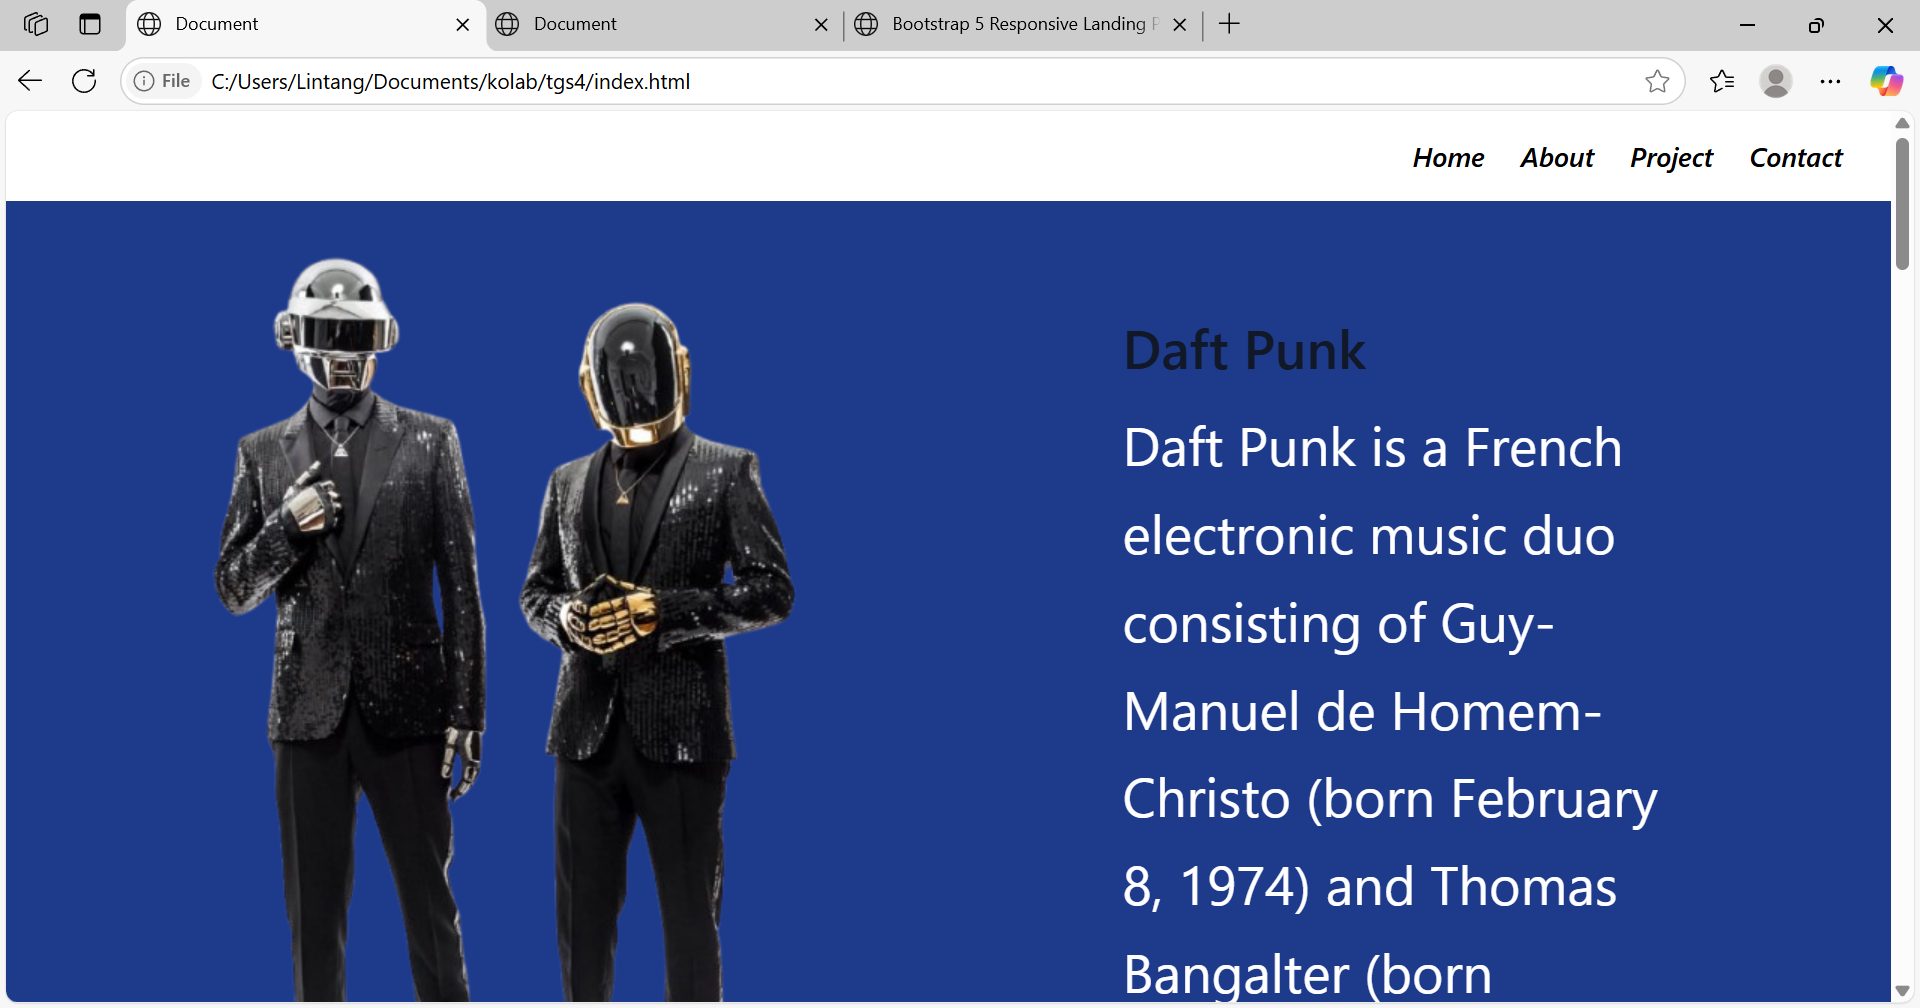 Document
Document
Bootstrap 5 Responsive Landing
File
C:/Users/Lintang/Documents/kolab/tgs4/index.html
Home About Project Contact
Daft Punk
Daft Punk is a French
electronic music duo
consisting of Guy-
Manuel de Homem-
Christo (born February
8, 1974) and Thomas
Bangalter (born